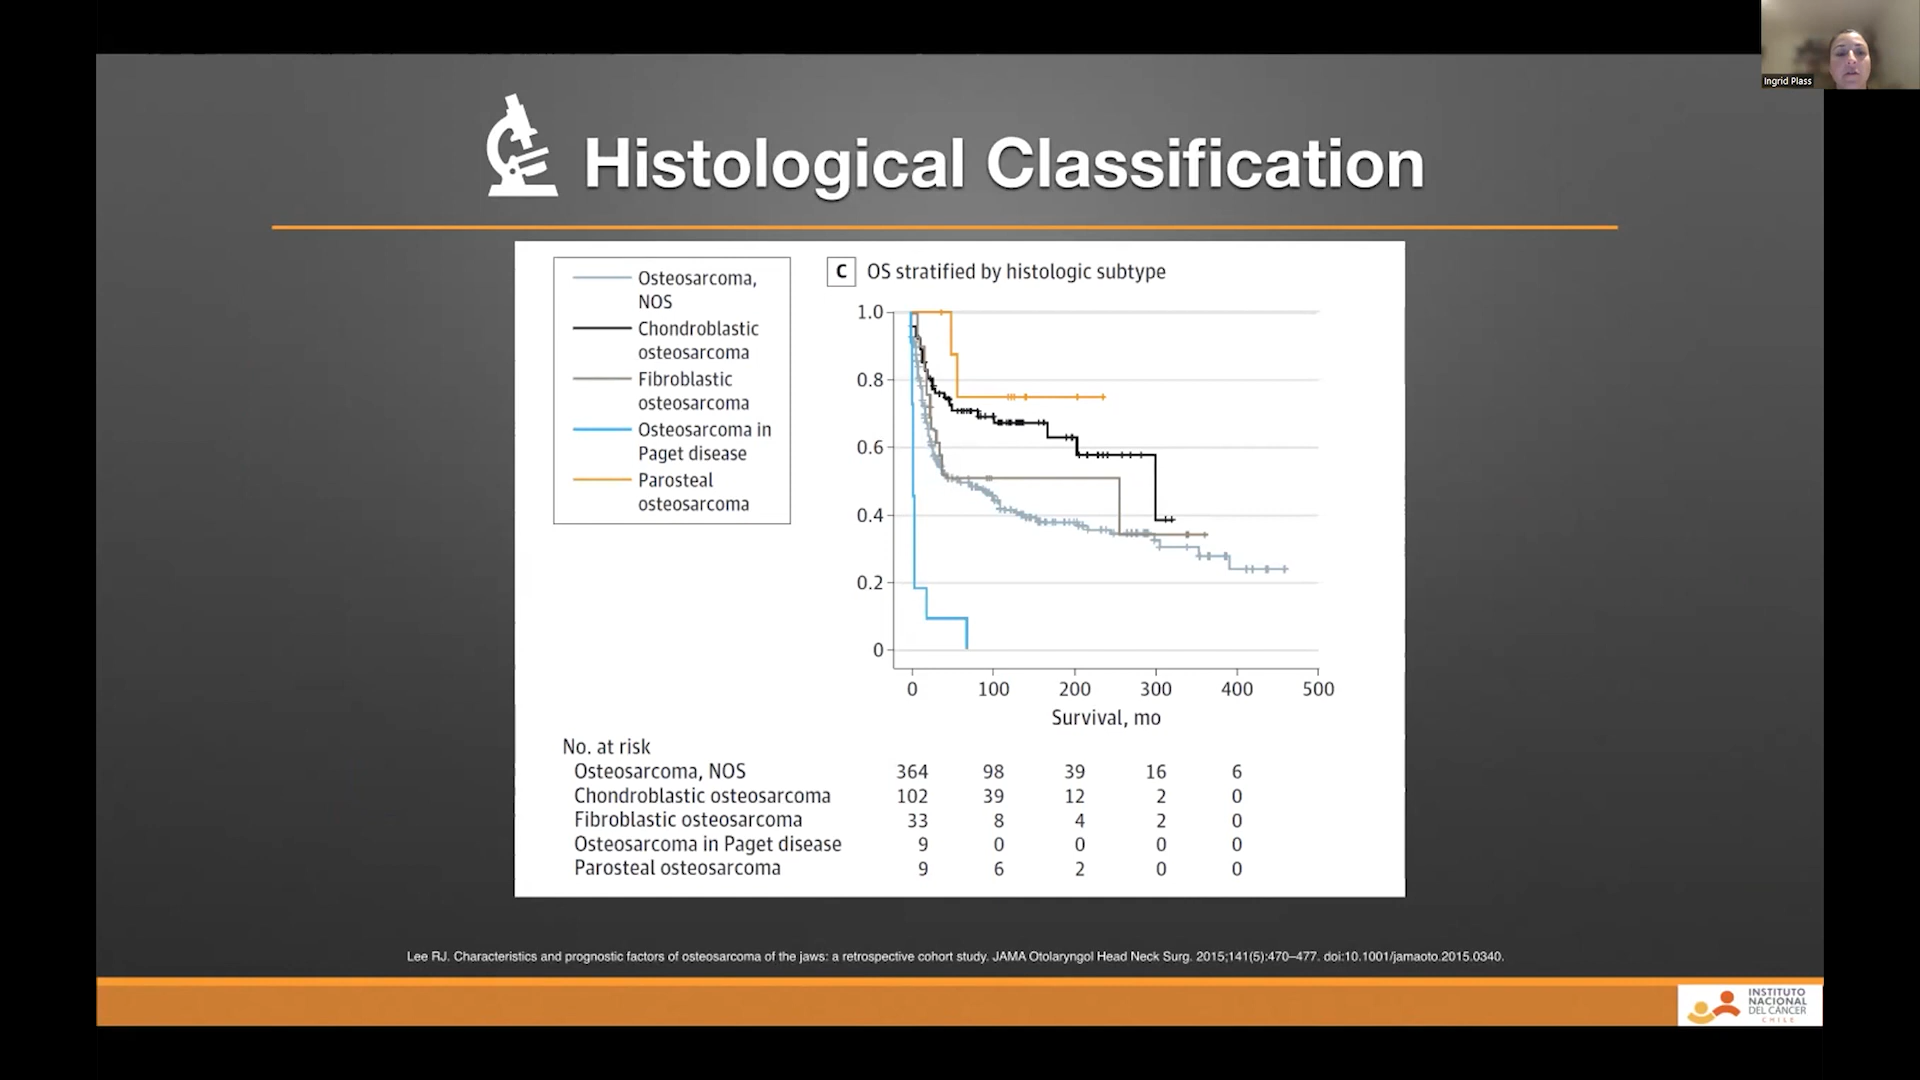 Ingrid Plass
Histological Classification
Osteosarcoma,
NOS
Chondroblastic
osteosarcoma
Fibroblastic
osteosarcoma
Osteosarcoma in
Paget disease
Parosteal
osteosarcoma
C OS stratified by histologic subtype
1.0
0.8
0.6
0.4
0.2
0
0 100 200 300 400 500
Survival, mo
No. at risk
Osteosarcoma, NOS 364 98 39 16 6
Chondroblastic osteosarcoma 102 39 12 2 0
Fibroblastic osteosarcoma 33 8 4 2 0
Osteosarcoma in Paget disease 9 0 0 0 0
Parosteal osteosarcoma 9 6 2 0 0
Lee RJ. Characteristics and prognostic factors of osteosarcoma of the jaws: a retrospective cohort study. JAMA Otolaryngol Head Neck Surg. 2015;141(5):470–477. doi:10.1001/jamaoto.2015.0340.
INSTITUTO
NACIONAL
DEL CÁNCER
CHILE